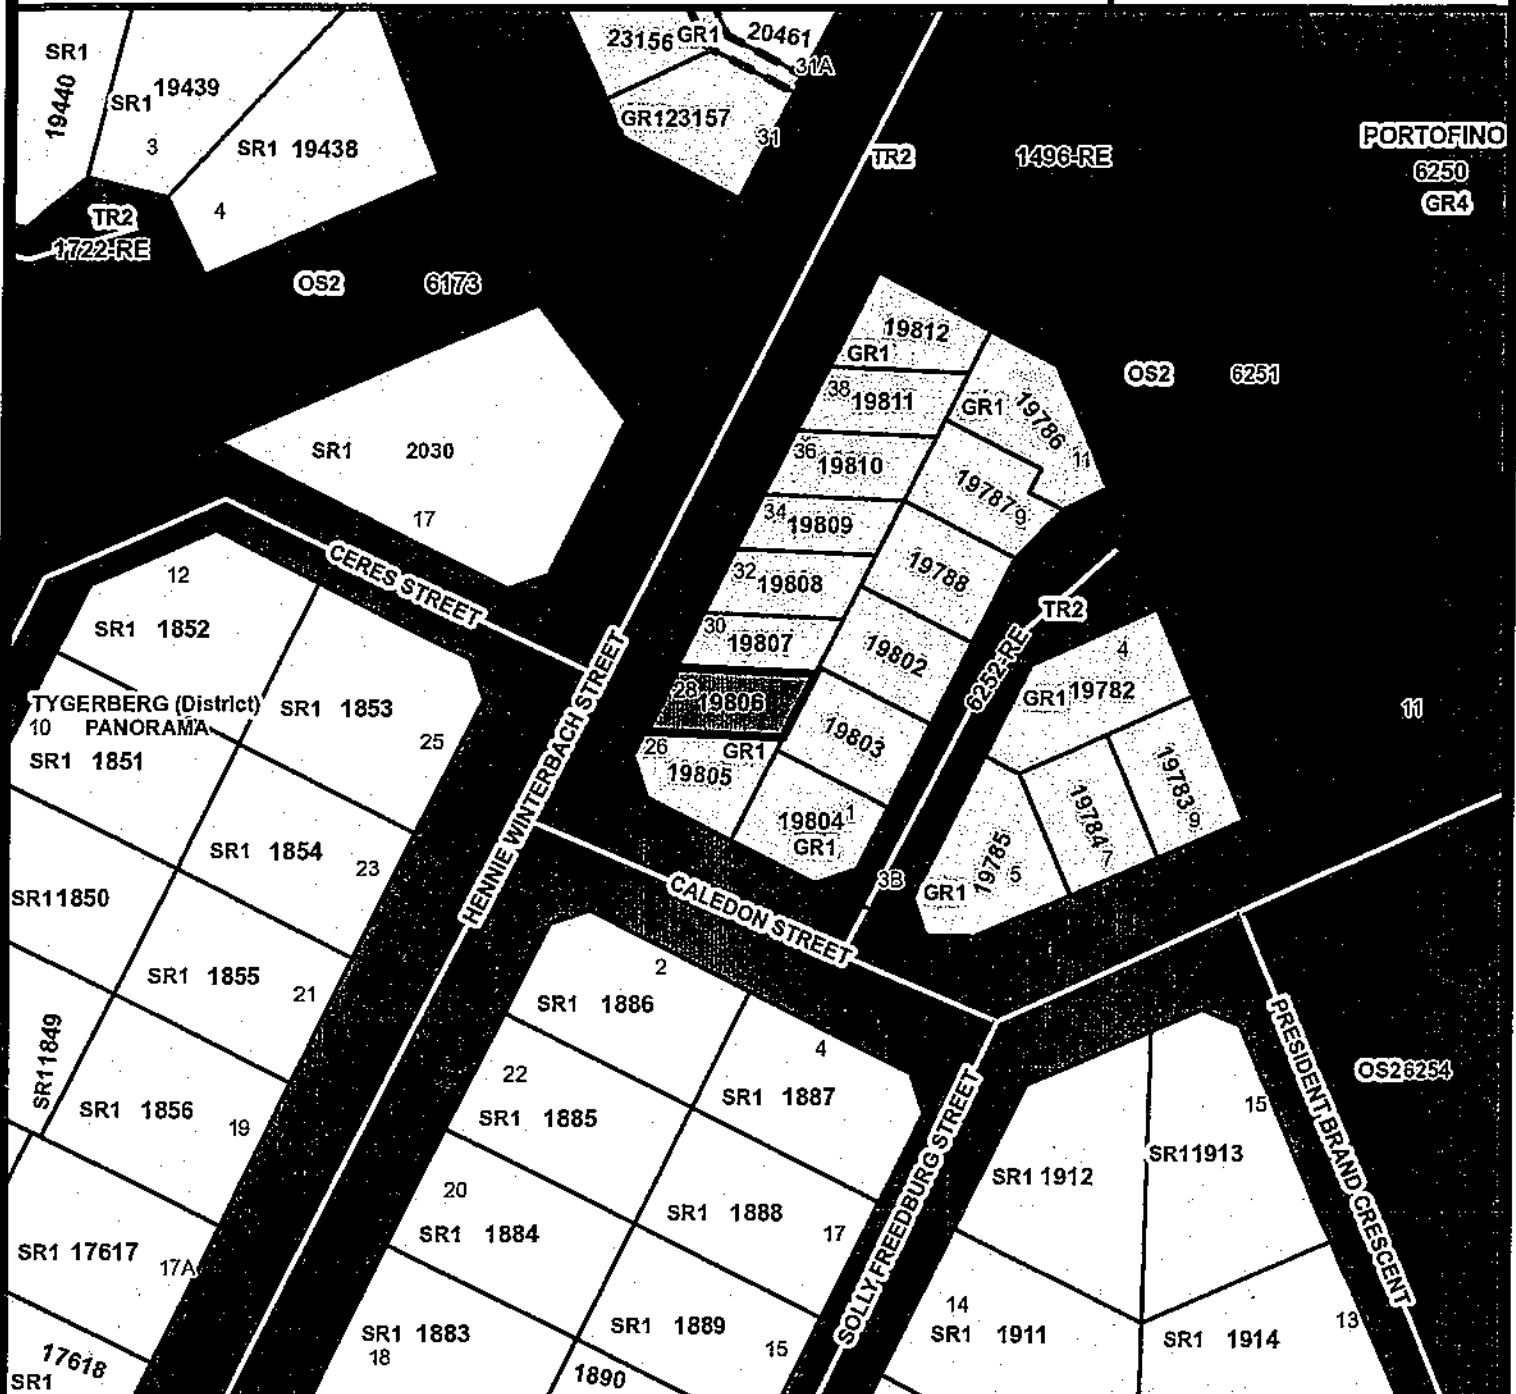 SR1
19440
SR1 19439
3
SR1 19438
4
23156
GR1
20461
31A
GR1 23157
31
TR2
1496-RE
PORTOFINO
6250
GR4
TR2
1722-RE
OS2 6173
19812
GR1
38 19811
36 19810
34 19809
32 19808
30 19807
28 19806
26 GR1
19805
GR1 19786
11
19787 9
19788
19802
19803
19804 1
GR1
OS2 6251
SR1 2030
17
CERES STREET
12
SR1 1852
TYGERBERG (District)
10 PANORAMA
SR1 1851
SR1 1853
25
HENNIE WINTERBACH STREET
TR2
6252-RE
4
GR1 19782
19783 9
19784 7
19785 5
GR1
11
SR1 1854
23
SR1 1850
SR1 1855
21
SR1 1849
SR1 1856
19
3B
CALEDON STREET
2
SR1 1886
4
SR1 1887
22
SR1 1885
20
SR1 1884
SR1 1888
17
SOLLY FREEDBURG STREET
PRESIDENT BRAND CRESCENT
OS2 6254
15
SR1 1912
SR1 1913
SR1 17617
17A
17618
SR1
SR1 1883
18
SR1 1889
15
1890
14
SR1 1911
SR1 1914
13